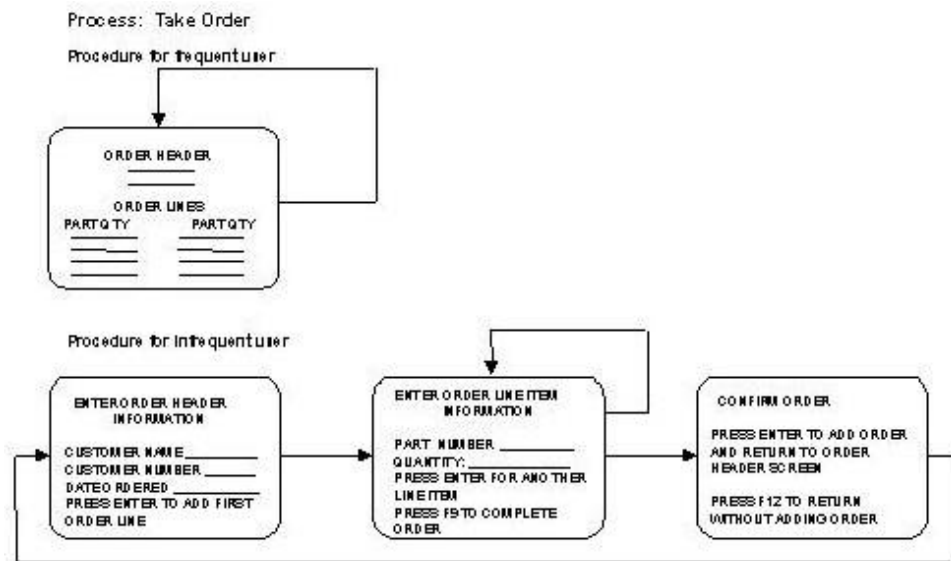 Process: Take Order
Procedure for frequent user
ORDER HEADER
ORDER LINES
PART QTY PART QTY
Procedure for Infrequent user
ENTER ORDER HEADER
INFORMATION
CUSTOMER NAME
CUSTOMER NUMBER
DATE ORDERED
PRESS ENTER TO ADD FIRST
ORDER LINE
ENTER ORDER LINE ITEM
INFORMATION
PART NUMBER
QUANTITY:
PRESS ENTER FOR ANOTHER
LINE ITEM
PRESS F9 TO COMPLETE
ORDER
CONFIRM ORDER
PRESS ENTER TO ADD ORDER
AND RETURN TO ORDER
HEADER SCREEN
PRESS F12 TO RETURN
WITHOUT ADDING ORDER